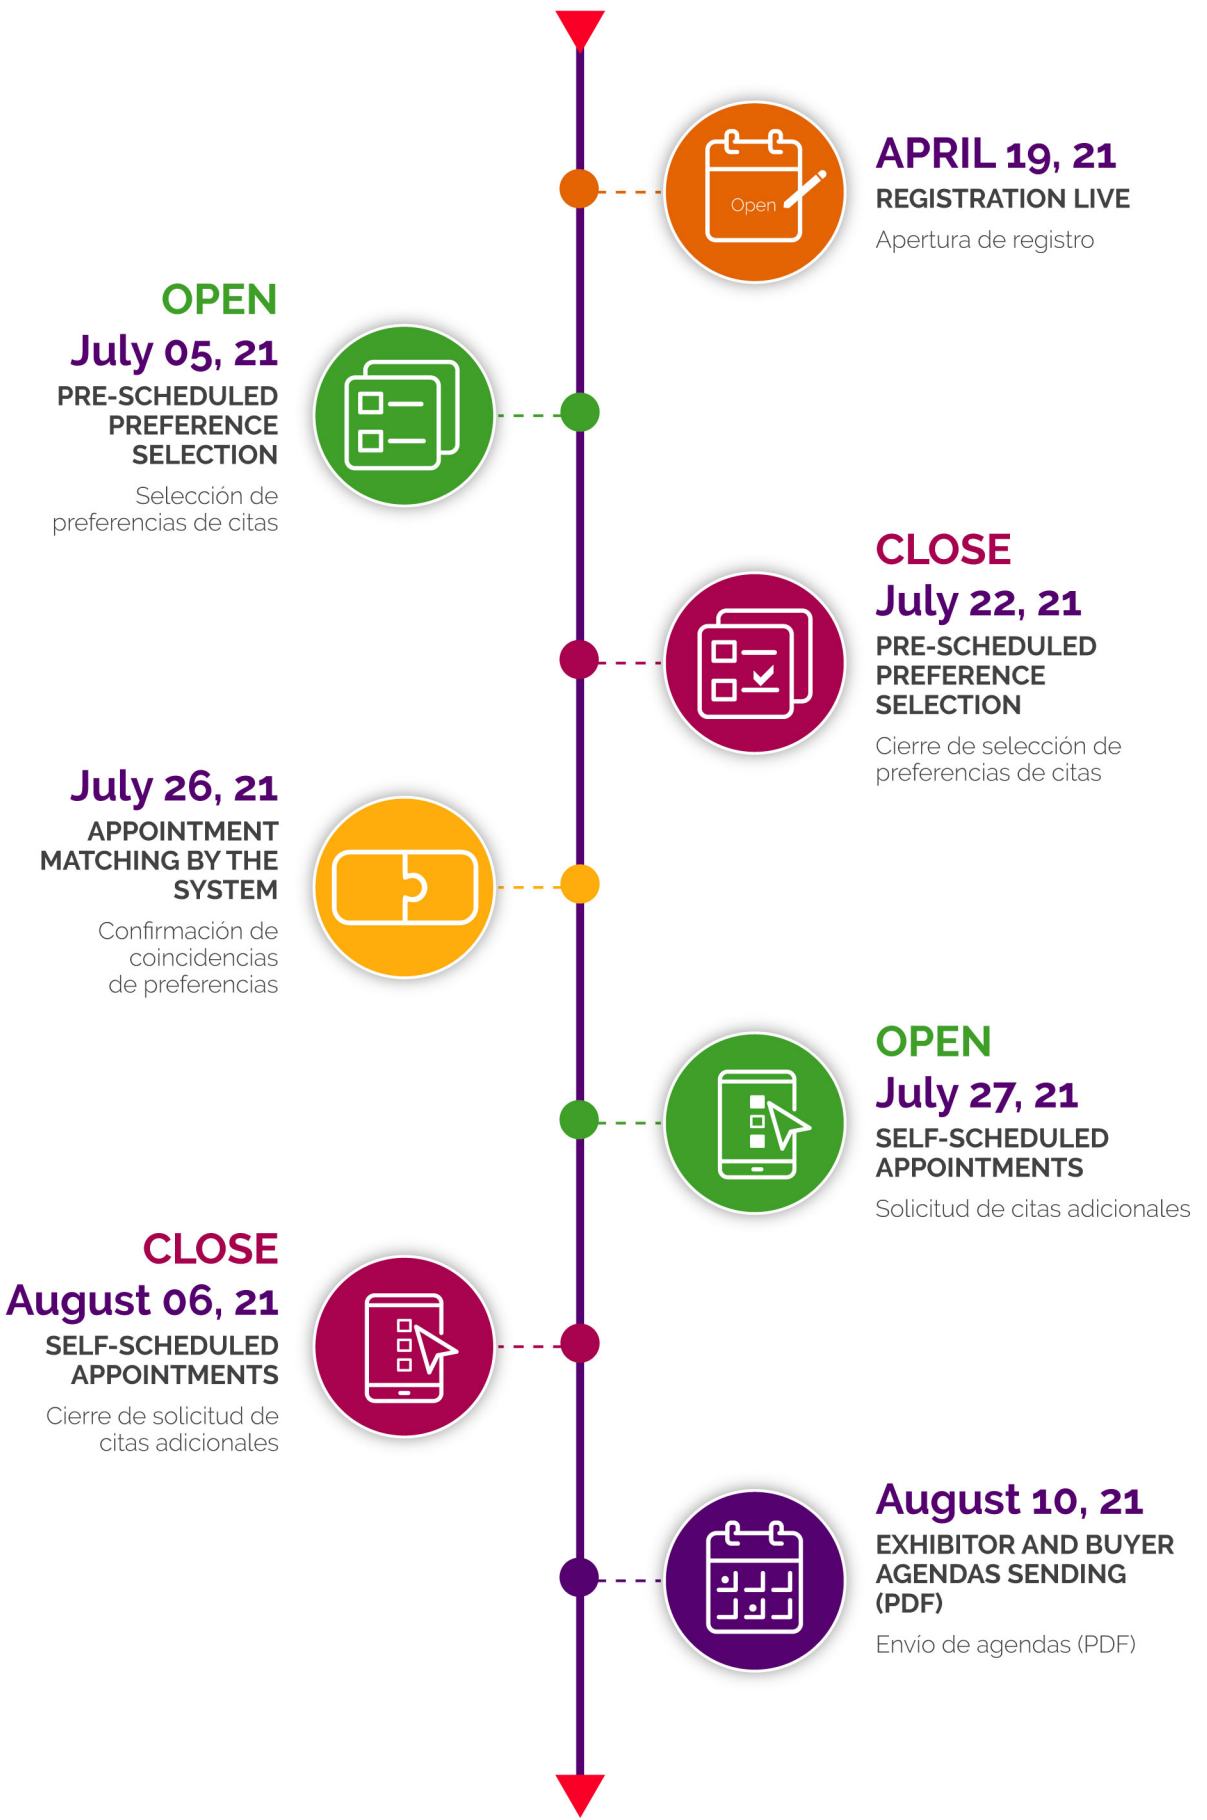 APRIL 19, 21
REGISTRATION LIVE
Open
Apertura de registro
OPEN
July 05, 21
PRE-SCHEDULED
PREFERENCE
SELECTION
Selección de
preferencias de citas
CLOSE
July 22, 21
PRE-SCHEDULED
PREFERENCE
SELECTION
Cierre de selección de
preferencias de citas
July 26, 21
APPOINTMENT
MATCHING BY THE
SYSTEM
Confirmación de
coincidencias
de preferencias
OPEN
July 27, 21
SELF-SCHEDULED
APPOINTMENTS
Solicitud de citas adicionales
CLOSE
August 06, 21
SELF-SCHEDULED
APPOINTMENTS
Cierre de solicitud de
citas adicionales
August 10, 21
EXHIBITOR AND BUYER
AGENDAS SENDING
(PDF)
Envío de agendas (PDF)